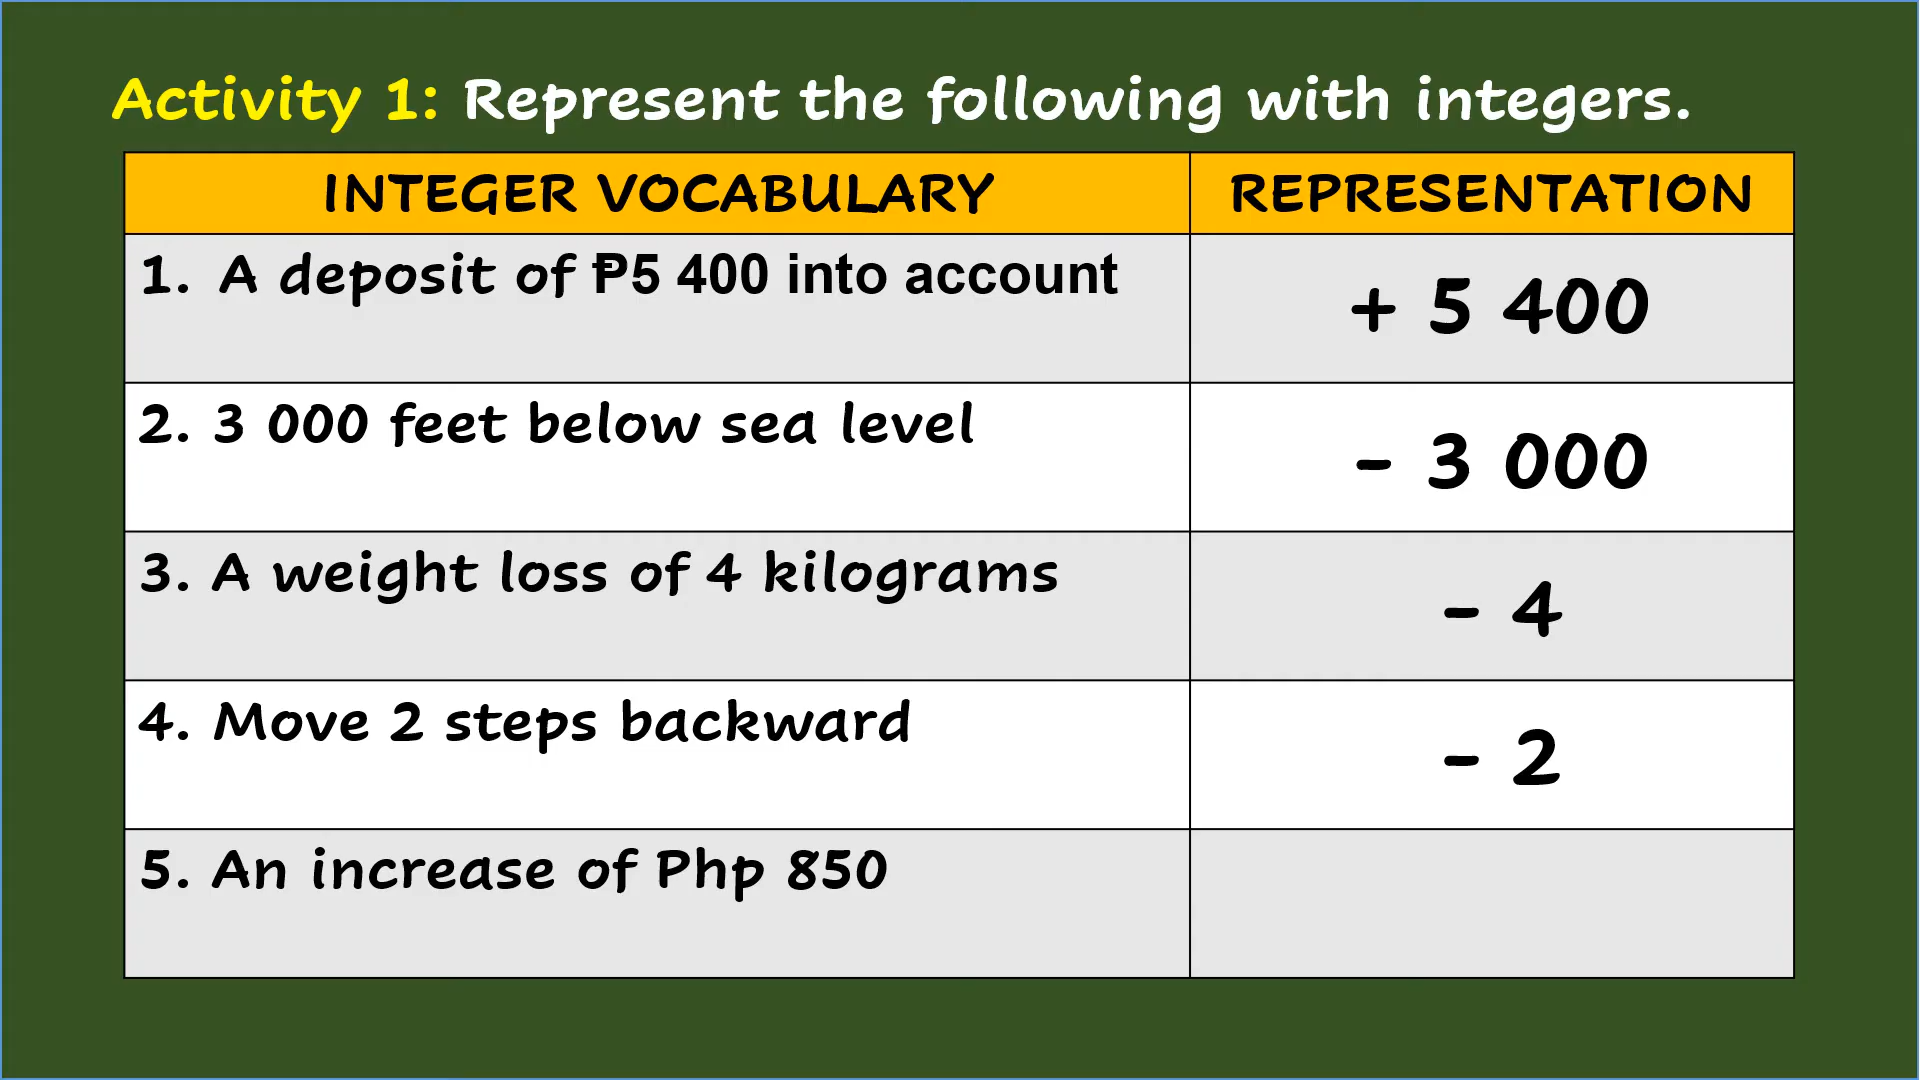 Activity 1: Represent the following with integers.
INTEGER VOCABULARY REPRESENTATION
1. A deposit of ₱5 400 into account
+ 5 400
2. 3 000 feet below sea level
- 3 000
3. A weight loss of 4 kilograms
- 4
4. Move 2 steps backward
- 2
5. An increase of Php 850